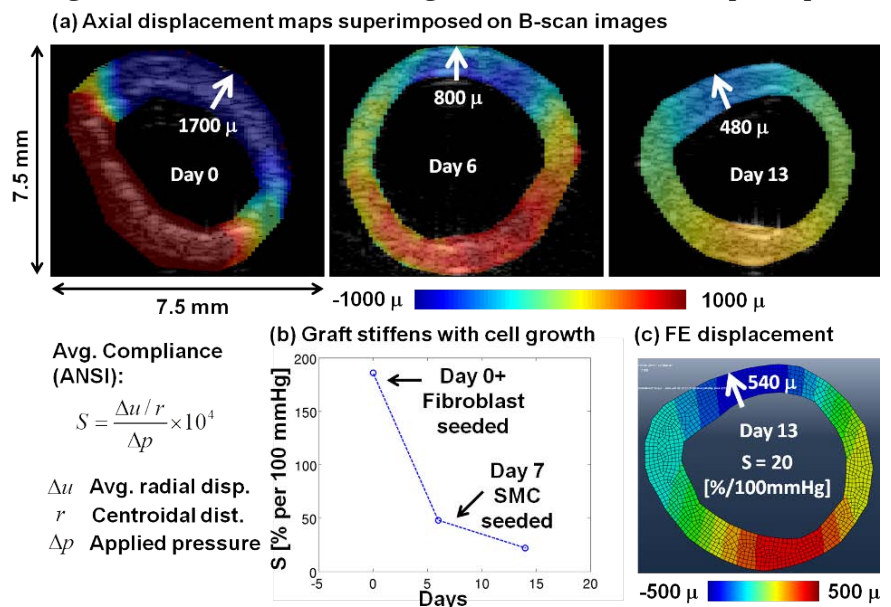 (a) Axial displacement maps superimposed on B-scan images
7.5 mm
1700 μ
Day 0
800 μ
Day 6
480 μ
Day 13
7.5 mm
-1000 μ
1000 μ
Avg. Compliance
(ANSI):
S = Δu / r / Δp × 10⁴
Δu Avg. radial disp.
r Centroidal dist.
Δp Applied pressure
(b) Graft stiffens with cell growth
S [% per 100 mmHg]
200
150
100
50
0
-5 0 5 10 15 20
Days
Day 0+
Fibroblast
seeded
Day 7
SMC
seeded
(c) FE displacement
540 μ
Day 13
S = 20
[%/100mmHg]
-500 μ
500 μ